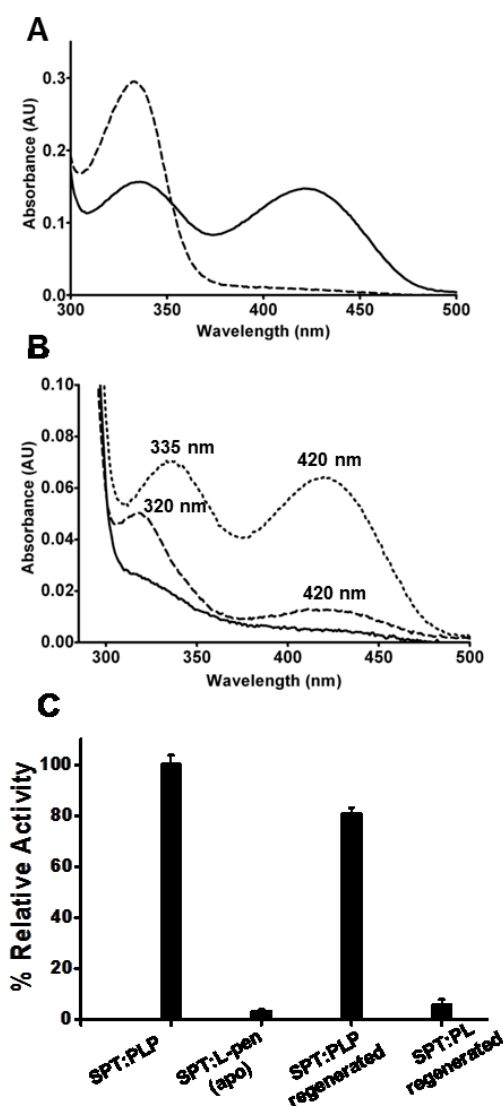 A
Absorbance (AU)
0.3
0.2
0.1
0.0
300 350 400 450 500
Wavelength (nm)
B
Absorbance (AU)
0.10
0.08
0.06
0.04
0.02
0.00
335 nm
320 nm
420 nm
420 nm
300 350 400 450 500
Wavelength (nm)
C
% Relative Activity
100
80
60
40
20
0
SPT:PLP
SPT:L-pen
(apo)
SPT:PLP
regenerated
SPT:PL
regenerated